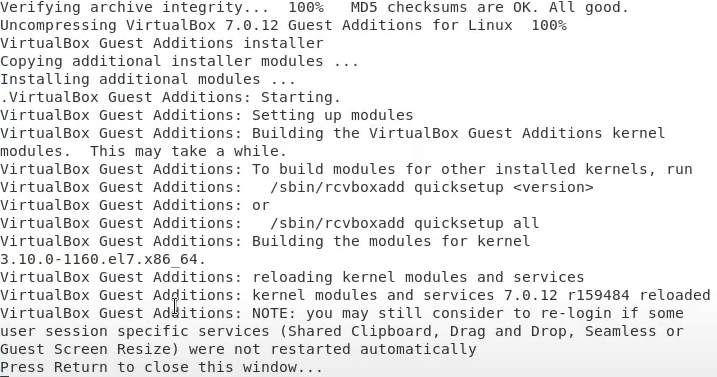 Verifying archive integrity...  100%   MD5 checksums are OK. All good.
Uncompressing VirtualBox 7.0.12 Guest Additions for Linux  100%
VirtualBox Guest Additions installer
Copying additional installer modules ...
Installing additional modules ...
.VirtualBox Guest Additions: Starting.
VirtualBox Guest Additions: Setting up modules
VirtualBox Guest Additions: Building the VirtualBox Guest Additions kernel
modules.  This may take a while.
VirtualBox Guest Additions: To build modules for other installed kernels, run
VirtualBox Guest Additions:   /sbin/rcvboxadd quicksetup <version>
VirtualBox Guest Additions: or
VirtualBox Guest Additions:   /sbin/rcvboxadd quicksetup all
VirtualBox Guest Additions: Building the modules for kernel
3.10.0-1160.el7.x86_64.
VirtualBox Guest Additions: reloading kernel modules and services
VirtualBox Guest Additions: kernel modules and services 7.0.12 r159484 reloaded
VirtualBox Guest Additions: NOTE: you may still consider to re-login if some
user session specific services (Shared Clipboard, Drag and Drop, Seamless or
Guest Screen Resize) were not restarted automatically
Press Return to close this window...